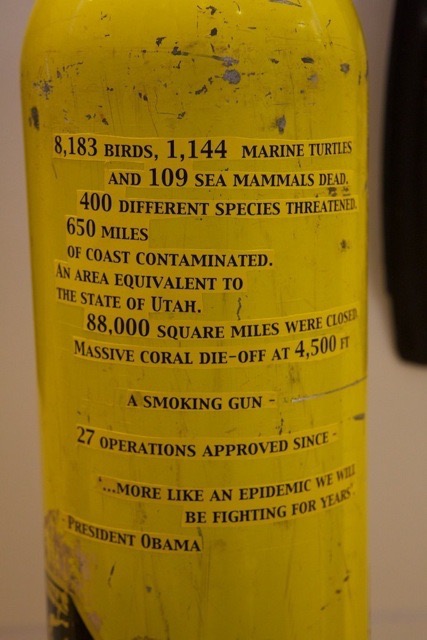 8,183 BIRDS, 1,144 MARINE TURTLES
AND 109 SEA MAMMALS DEAD.
400 DIFFERENT SPECIES THREATENED.
650 MILES
OF COAST CONTAMINATED.
AN AREA EQUIVALENT TO
THE STATE OF UTAH.
88,000 SQUARE MILES WERE CLOSED.
MASSIVE CORAL DIE-OFF AT 4,500 FT
A SMOKING GUN -
27 OPERATIONS APPROVED SINCE -
"...MORE LIKE AN EPIDEMIC WE WILL
BE FIGHTING FOR YEARS"
- PRESIDENT OBAMA